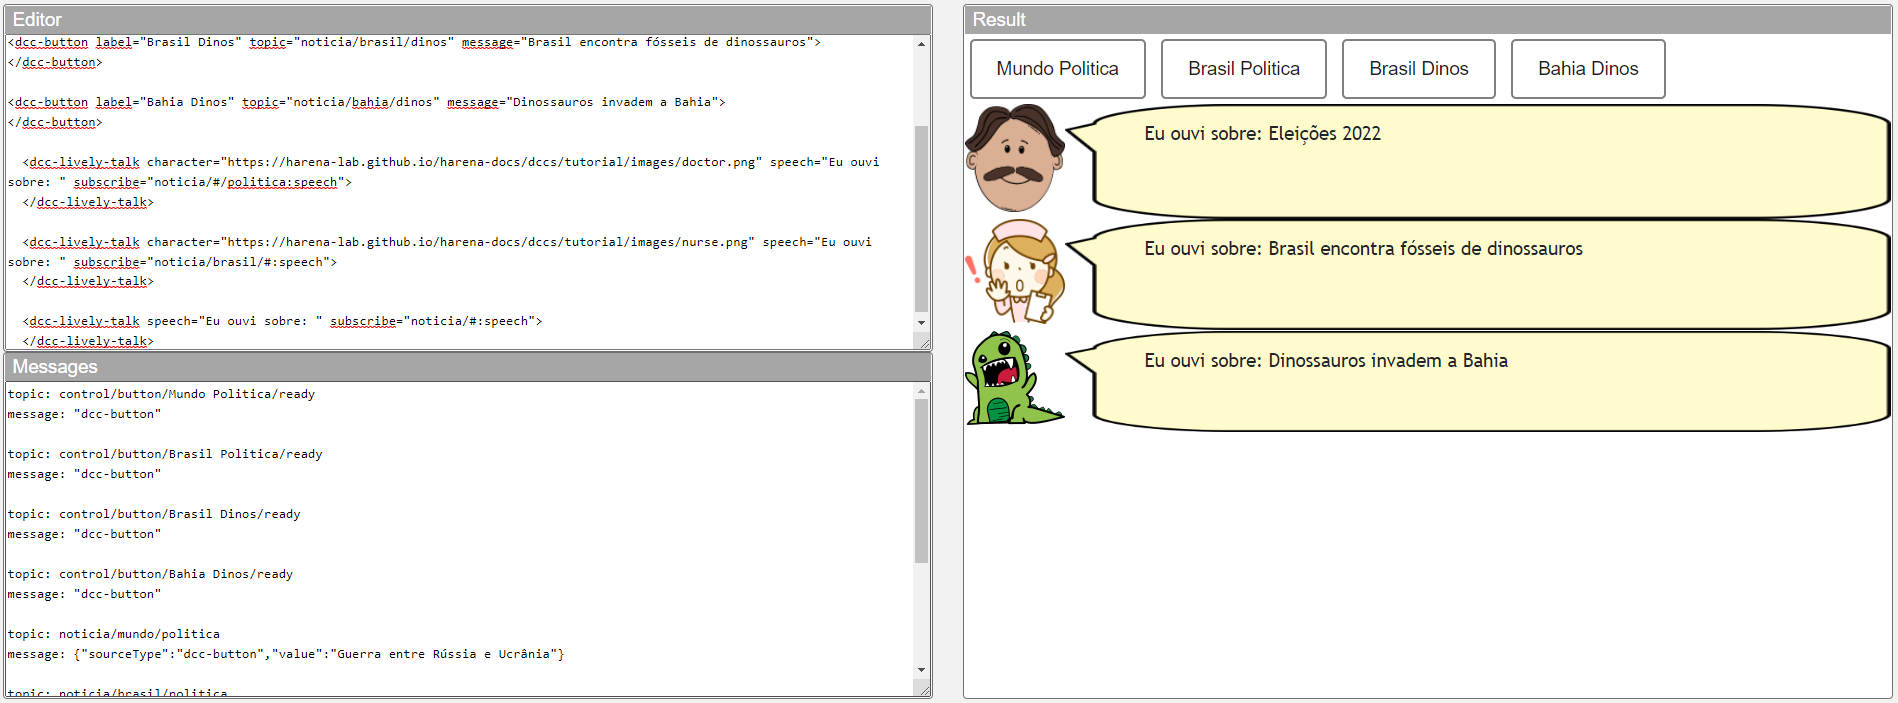 Editor
<dcc-button label="Brasil Dinos" topic="noticia/brasil/dinos" message="Brasil encontra fósseis de dinossauros">
</dcc-button>
<dcc-button label="Bahia Dinos" topic="noticia/bahia/dinos" message="Dinossauros invadem a Bahia">
</dcc-button>
<dcc-lively-talk character="https://harena-lab.github.io/harena-docs/dccs/tutorial/images/doctor.png" speech="Eu ouvi
sobre: " subscribe="noticia/#/politica:speech">
</dcc-lively-talk>
<dcc-lively-talk character="https://harena-lab.github.io/harena-docs/dccs/tutorial/images/nurse.png" speech="Eu ouvi
sobre: " subscribe="noticia/brasil/#:speech">
</dcc-lively-talk>
<dcc-lively-talk speech="Eu ouvi sobre: " subscribe="noticia/#:speech">
</dcc-lively-talk>
Messages
topic: control/button/Mundo Politica/ready
message: "dcc-button"
topic: control/button/Brasil Politica/ready
message: "dcc-button"
topic: control/button/Brasil Dinos/ready
message: "dcc-button"
topic: control/button/Bahia Dinos/ready
message: "dcc-button"
topic: noticia/mundo/politica
message: {"sourceType":"dcc-button","value":"Guerra entre Rússia e Ucrânia"}
topic: noticia/brasil/politica
Result
Mundo Politica
Brasil Politica
Brasil Dinos
Bahia Dinos
Eu ouvi sobre: Eleições 2022
Eu ouvi sobre: Brasil encontra fósseis de dinossauros
Eu ouvi sobre: Dinossauros invadem a Bahia